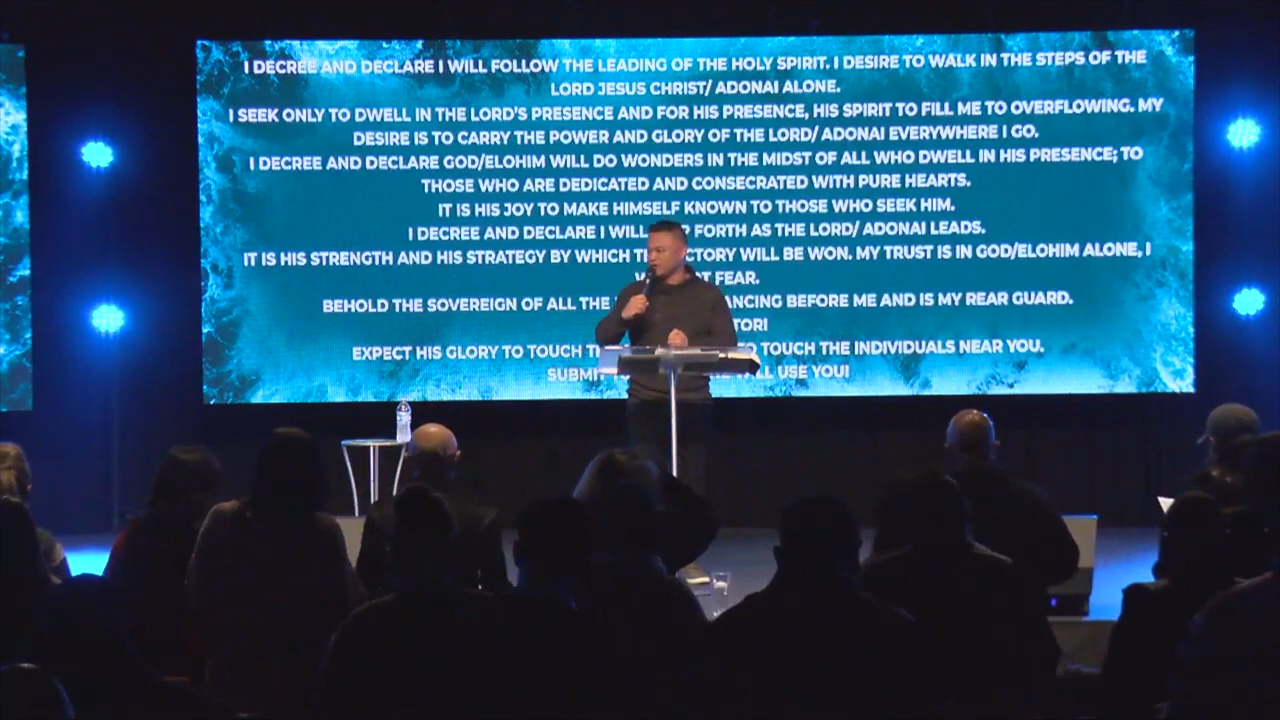 I DECREE AND DECLARE I WILL FOLLOW THE LEADING OF THE HOLY SPIRIT. I DESIRE TO WALK IN THE STEPS OF THE
LORD JESUS CHRIST/ ADONAI ALONE.
I SEEK ONLY TO DWELL IN THE LORD'S PRESENCE AND FOR HIS PRESENCE, HIS SPIRIT TO FILL ME TO OVERFLOWING. MY
DESIRE IS TO CARRY THE POWER AND GLORY OF THE LORD/ ADONAI EVERYWHERE I GO.
I DECREE AND DECLARE GOD/ELOHIM WILL DO WONDERS IN THE MIDST OF ALL WHO DWELL IN HIS PRESENCE; TO
THOSE WHO ARE DEDICATED AND CONSECRATED WITH PURE HEARTS.
IT IS HIS JOY TO MAKE HIMSELF KNOWN TO THOSE WHO SEEK HIM.
I DECREE AND DECLARE I WILL FORTH AS THE LORD/ ADONAI LEADS.
IT IS HIS STRENGTH AND HIS STRATEGY BY WHICH VICTORY WILL BE WON. MY TRUST IS IN GOD/ELOHIM ALONE, I
FEAR.
BEHOLD THE SOVEREIGN OF ALL THE BEFORE ME AND IS MY REAR GUARD.
EXPECT HIS GLORY TO TOUCH TO TOUCH THE INDIVIDUALS NEAR YOU.
SUBMIT USE YOU!